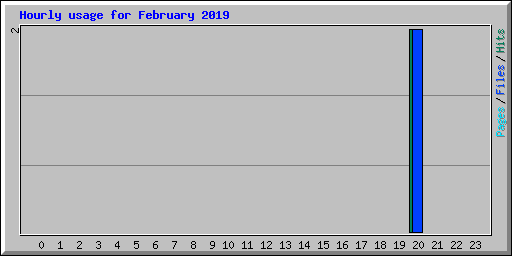 Hourly usage for February 2019
2
Pages/Files/Hits
0 1 2 3 4 5 6 7 8 9 10 11 12 13 14 15 16 17 18 19 20 21 22 23